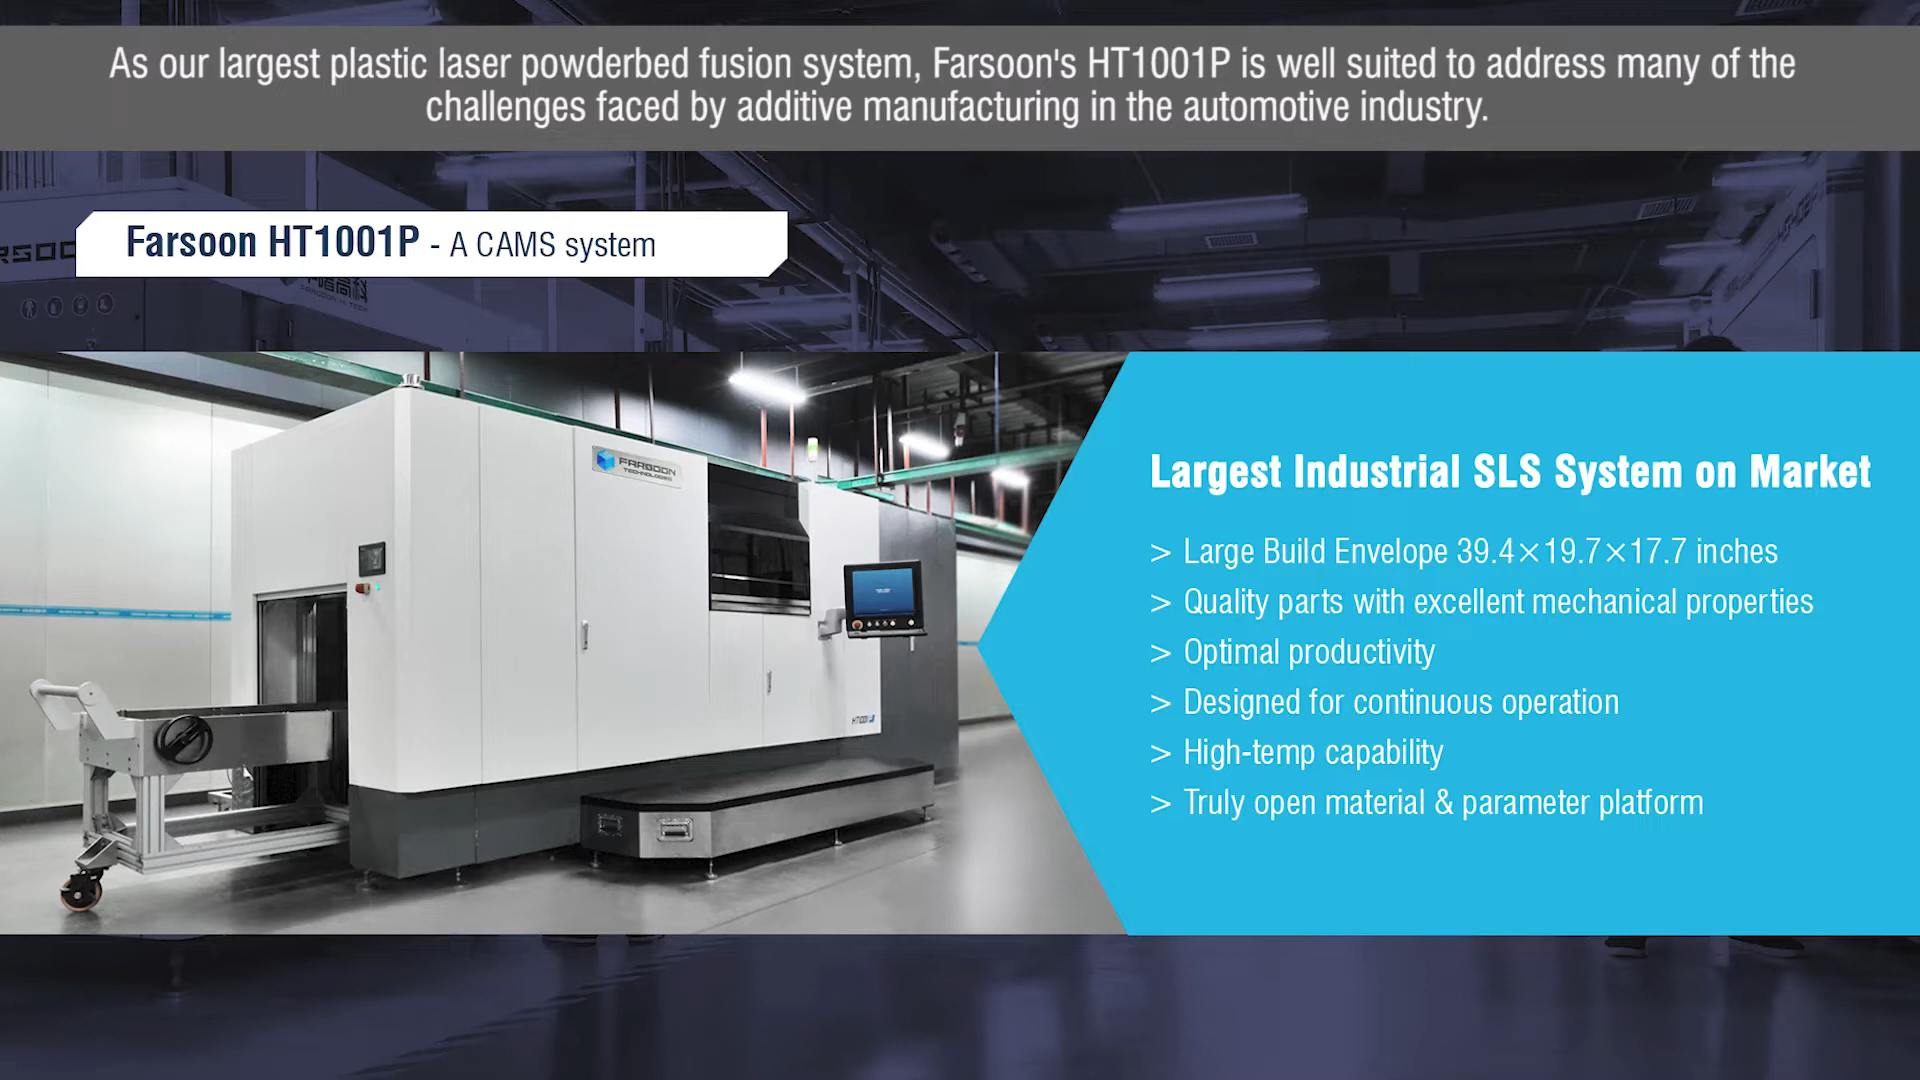 As our largest plastic laser powderbed fusion system, Farsoon's HT1001P is well suited to address many of the
challenges faced by additive manufacturing in the automotive industry.
Farsoon HT1001P - A CAMS system
FARSOON
TECHNOLOGIES
HT1001P
Largest Industrial SLS System on Market
> Large Build Envelope 39.4×19.7×17.7 inches
> Quality parts with excellent mechanical properties
> Optimal productivity
> Designed for continuous operation
> High-temp capability
> Truly open material & parameter platform